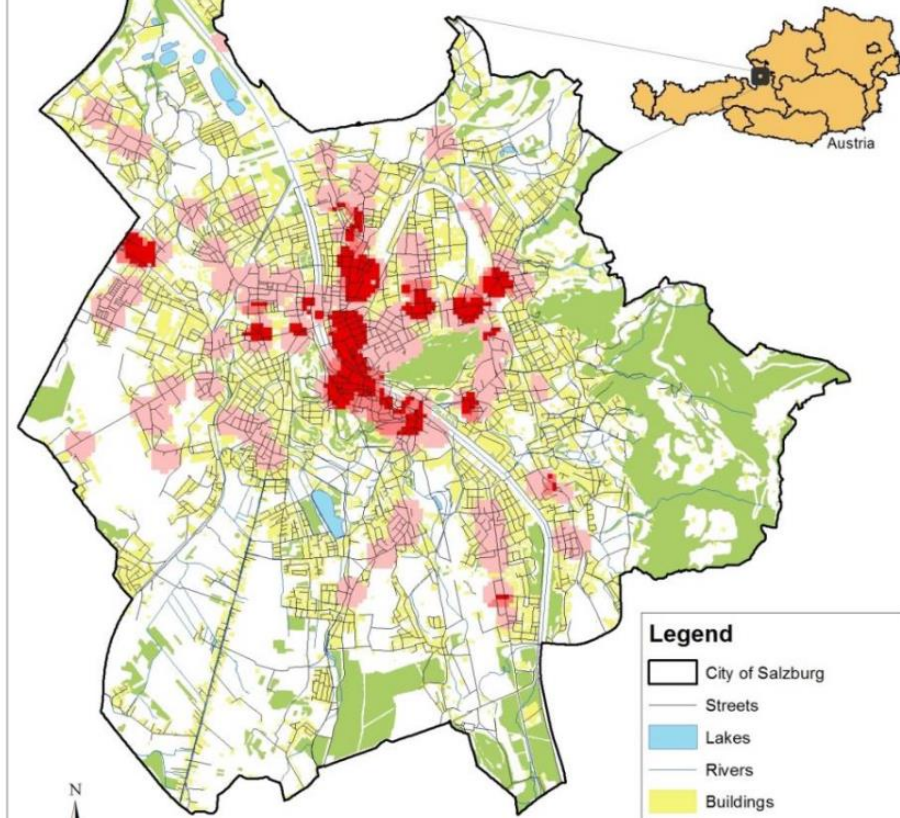 Austria
Legend
City of Salzburg
Streets
Lakes
Rivers
Buildings
N